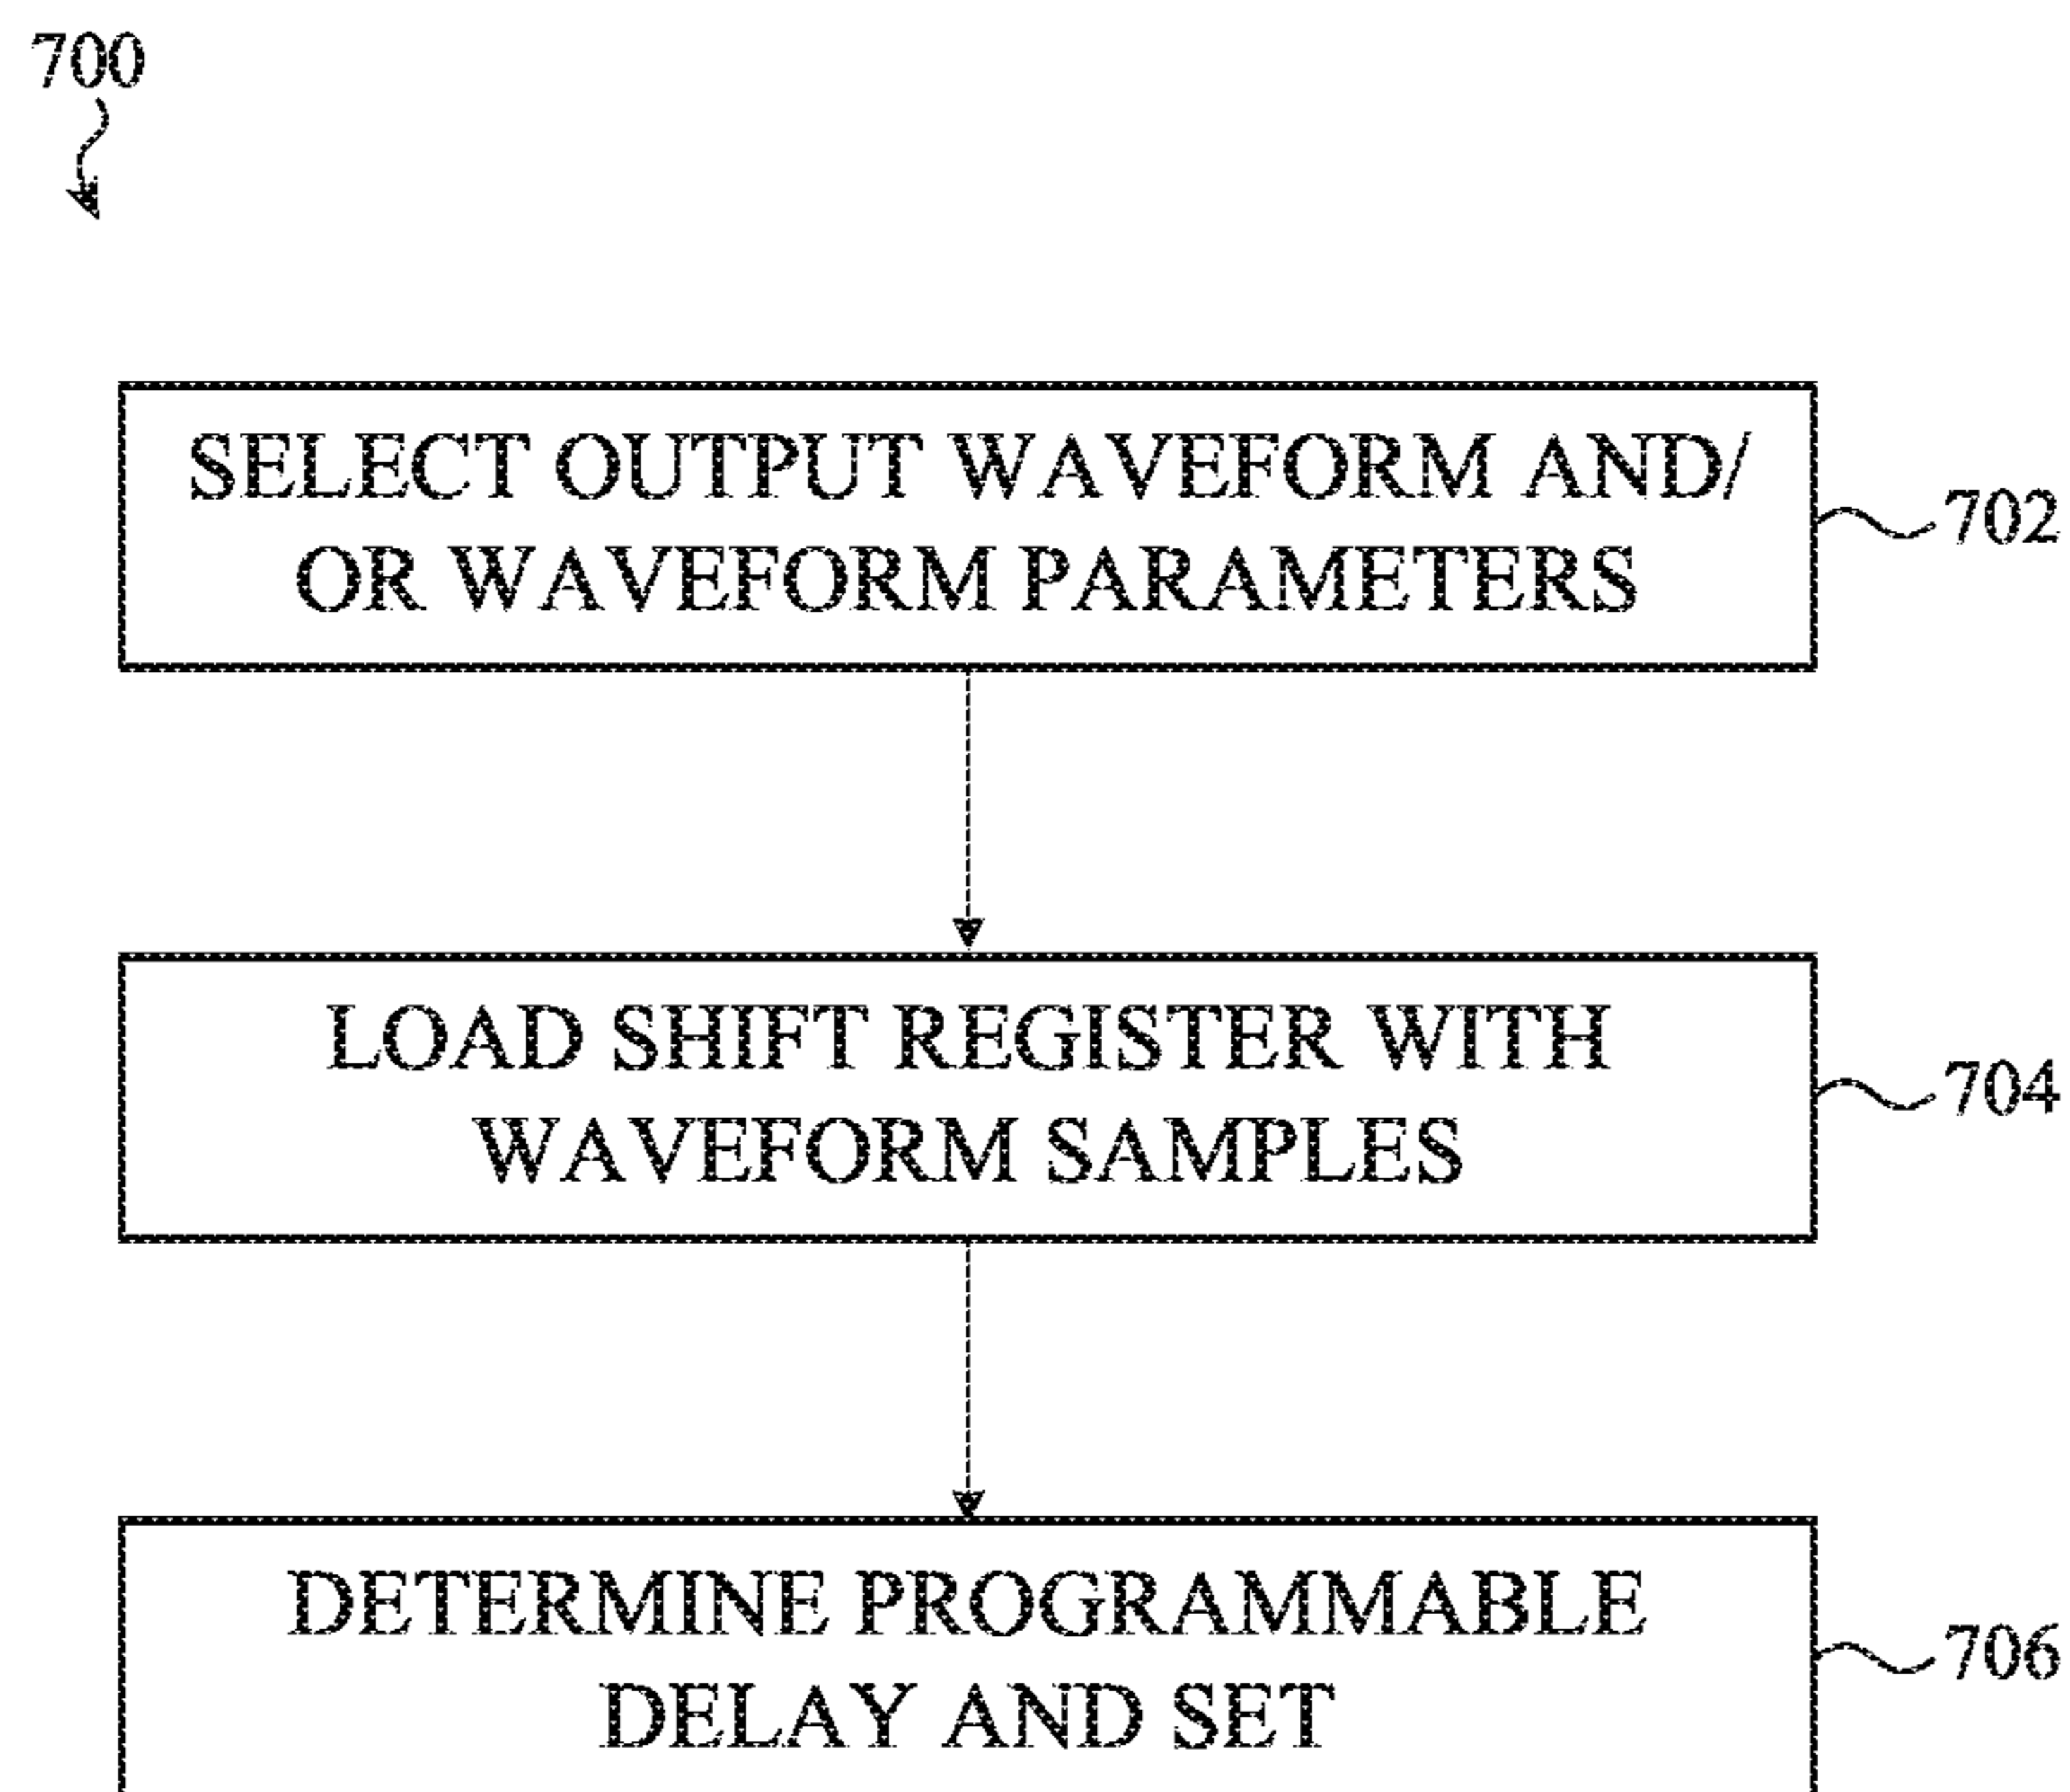 700
SELECT OUTPUT WAVEFORM AND/
OR WAVEFORM PARAMETERS
702
LOAD SHIFT REGISTER WITH
WAVEFORM SAMPLES
704
DETERMINE PROGRAMMABLE
DELAY AND SET
706